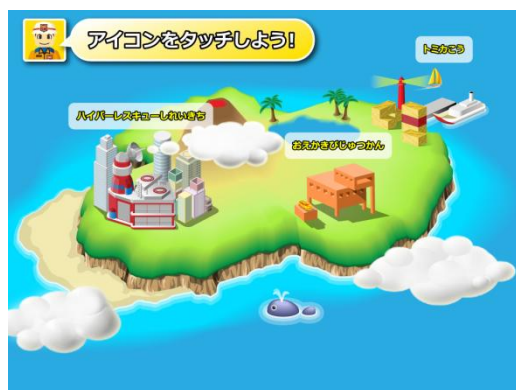 アイコンをタッチしよう!
トミカこう
ハイパーレスキューしれいきち
おえかきびじゅつかん